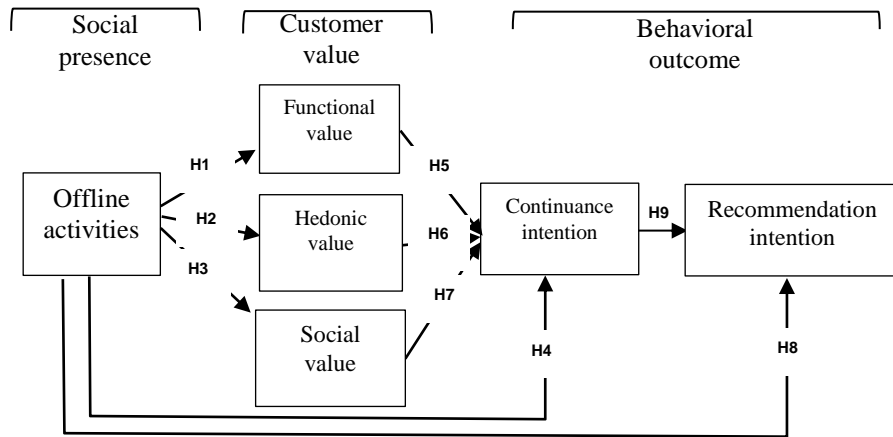 Social
presence
Customer
value
Behavioral
outcome
Functional
value
H1
H5
Offline
activities
H2
Hedonic
value
H6
Continuance
intention
H9
Recommendation
intention
H3
H7
Social
value
H4
H8